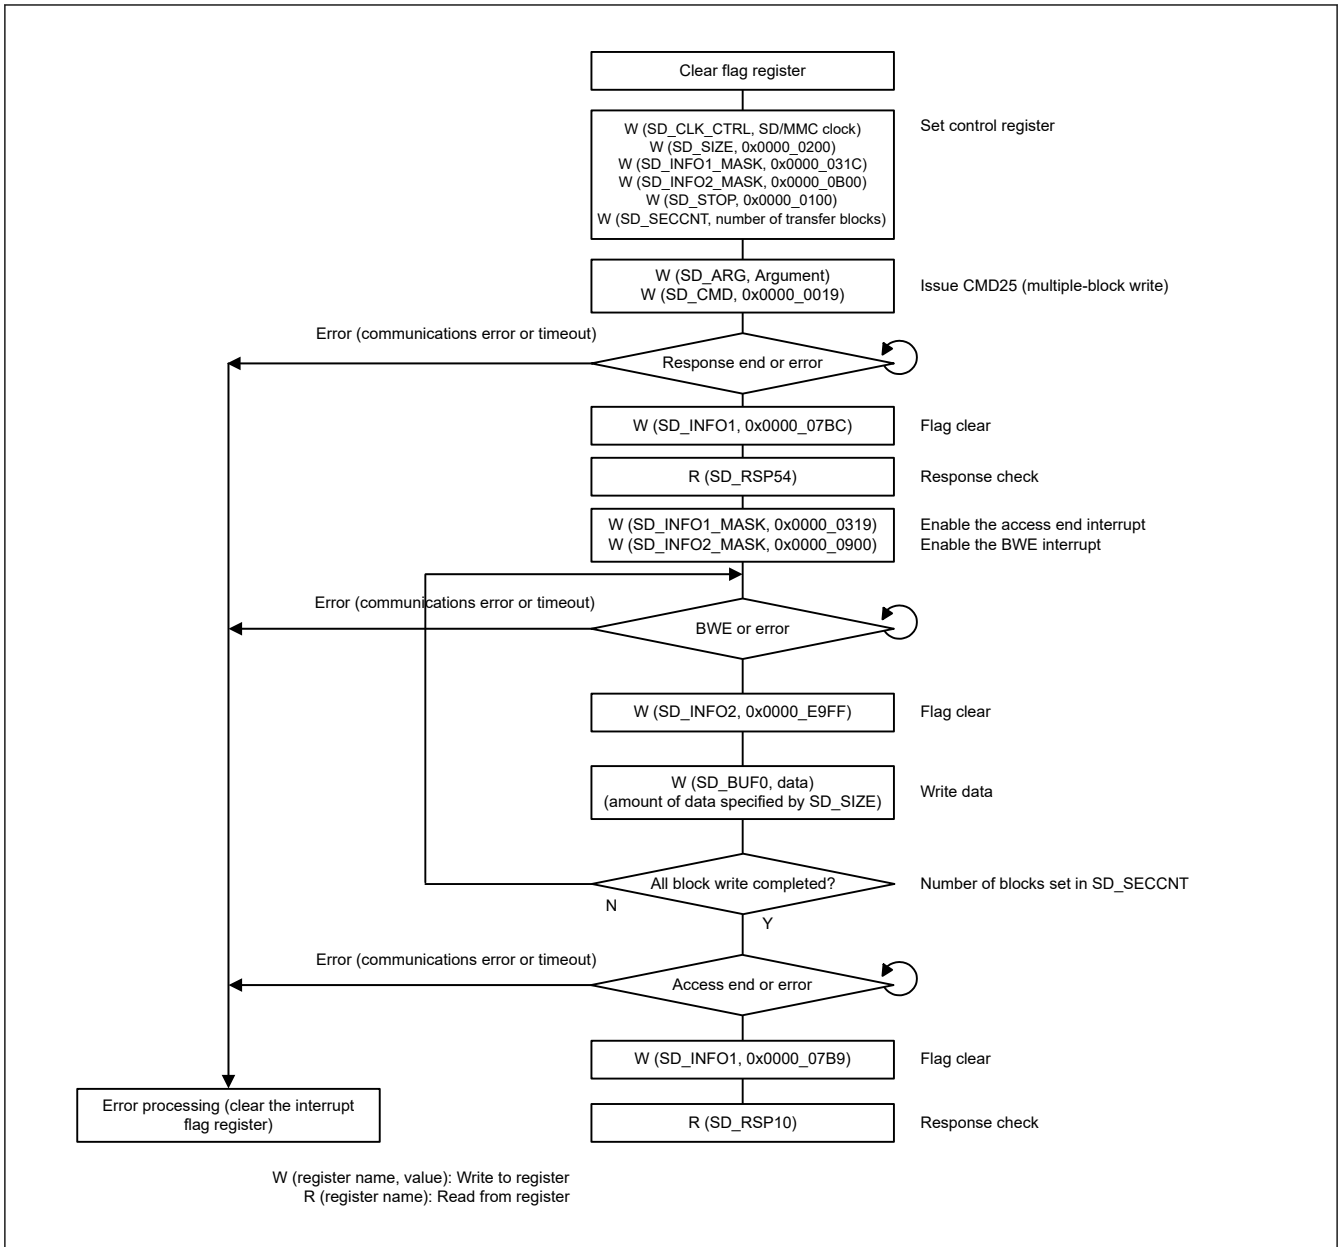 Clear flag register
W (SD_CLK_CTRL, SD/MMC clock)
W (SD_SIZE, 0x0000_0200)
W (SD_INFO1_MASK, 0x0000_031C)
W (SD_INFO2_MASK, 0x0000_0B00)
W (SD_STOP, 0x0000_0100)
W (SD_SECCNT, number of transfer blocks)
Set control register
W (SD_ARG, Argument)
W (SD_CMD, 0x0000_0019)
Issue CMD25 (multiple-block write)
Error (communications error or timeout)
Response end or error
W (SD_INFO1, 0x0000_07BC)
Flag clear
R (SD_RSP54)
Response check
W (SD_INFO1_MASK, 0x0000_0319)
W (SD_INFO2_MASK, 0x0000_0900)
Enable the access end interrupt
Enable the BWE interrupt
Error (communications error or timeout)
BWE or error
W (SD_INFO2, 0x0000_E9FF)
Flag clear
W (SD_BUF0, data)
(amount of data specified by SD_SIZE)
Write data
All block write completed?
Number of blocks set in SD_SECCNT
N
Y
Error (communications error or timeout)
Access end or error
W (SD_INFO1, 0x0000_07B9)
Flag clear
Error processing (clear the interrupt
flag register)
R (SD_RSP10)
Response check
W (register name, value): Write to register
R (register name): Read from register